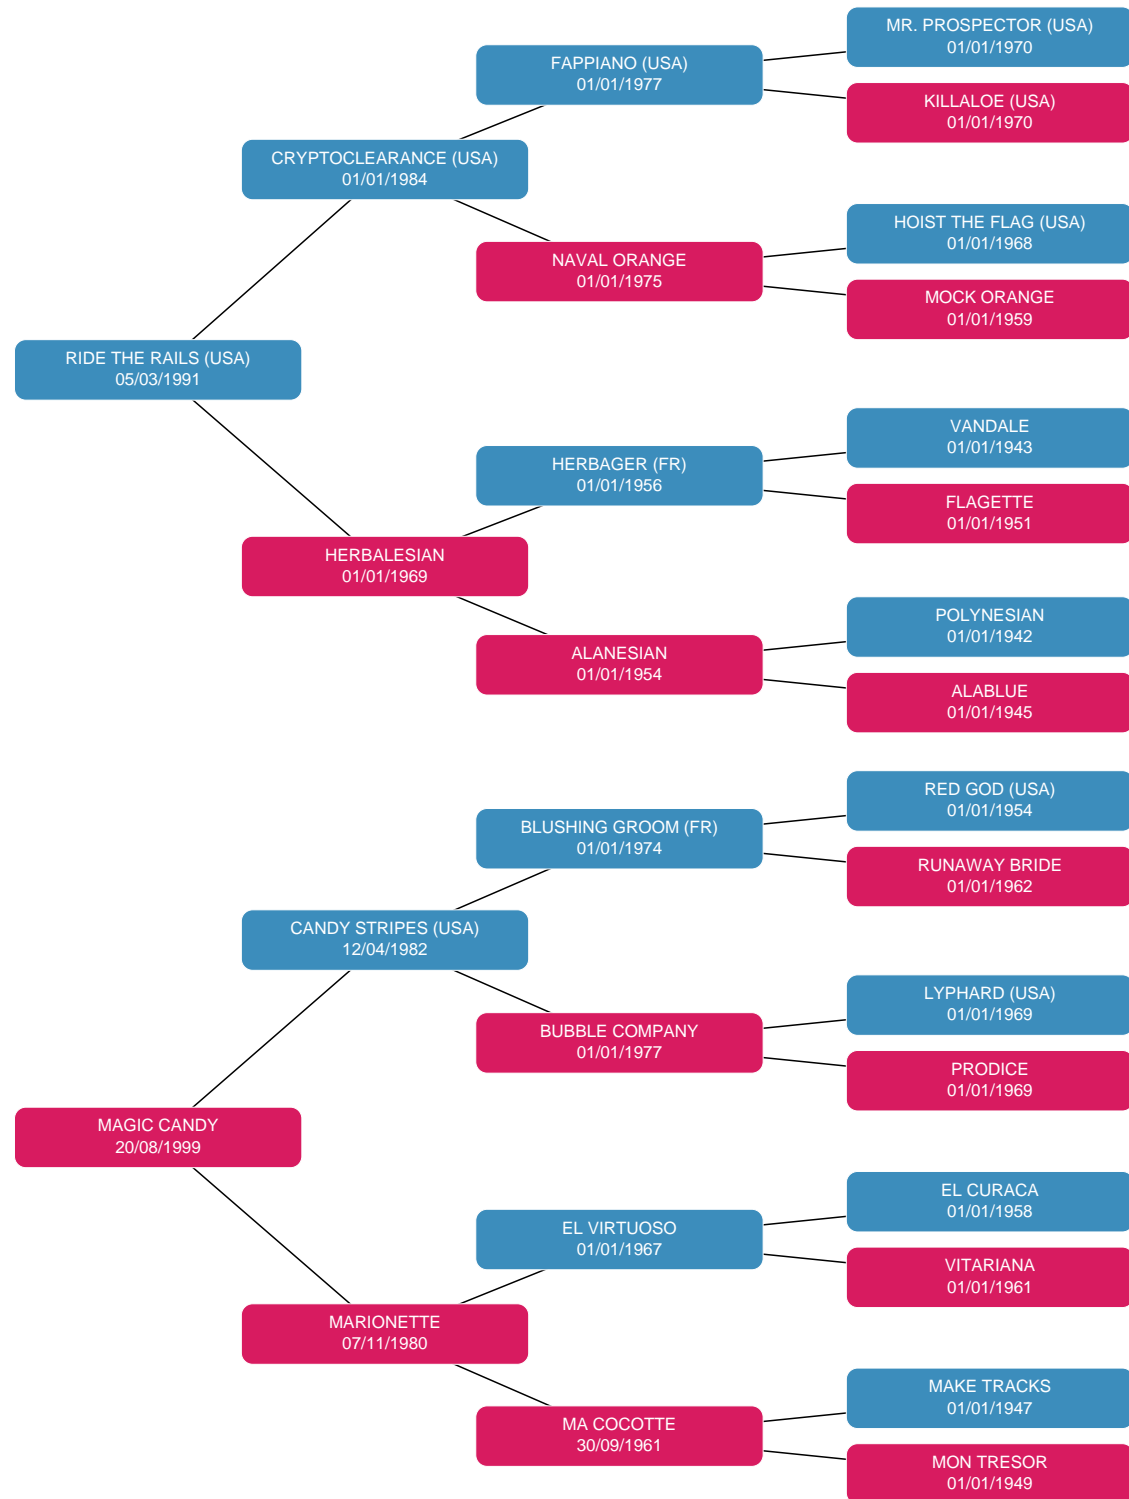 MR. PROSPECTOR (USA)
01/01/1970
FAPPIANO (USA)
01/01/1977
KILLALOE (USA)
01/01/1970
CRYPTOCLEARANCE (USA)
01/01/1984
HOIST THE FLAG (USA)
01/01/1968
NAVAL ORANGE
01/01/1975
MOCK ORANGE
01/01/1959
RIDE THE RAILS (USA)
05/03/1991
VANDALE
01/01/1943
HERBAGER (FR)
01/01/1956
FLAGETTE
01/01/1951
HERBALESIAN
01/01/1969
POLYNESIAN
01/01/1942
ALANESIAN
01/01/1954
ALABLUE
01/01/1945
RED GOD (USA)
01/01/1954
BLUSHING GROOM (FR)
01/01/1974
RUNAWAY BRIDE
01/01/1962
CANDY STRIPES (USA)
12/04/1982
LYPHARD (USA)
01/01/1969
BUBBLE COMPANY
01/01/1977
PRODICE
01/01/1969
MAGIC CANDY
20/08/1999
EL CURACA
01/01/1958
EL VIRTUOSO
01/01/1967
VITARIANA
01/01/1961
MARIONETTE
07/11/1980
MAKE TRACKS
01/01/1947
MA COCOTTE
30/09/1961
MON TRESOR
01/01/1949